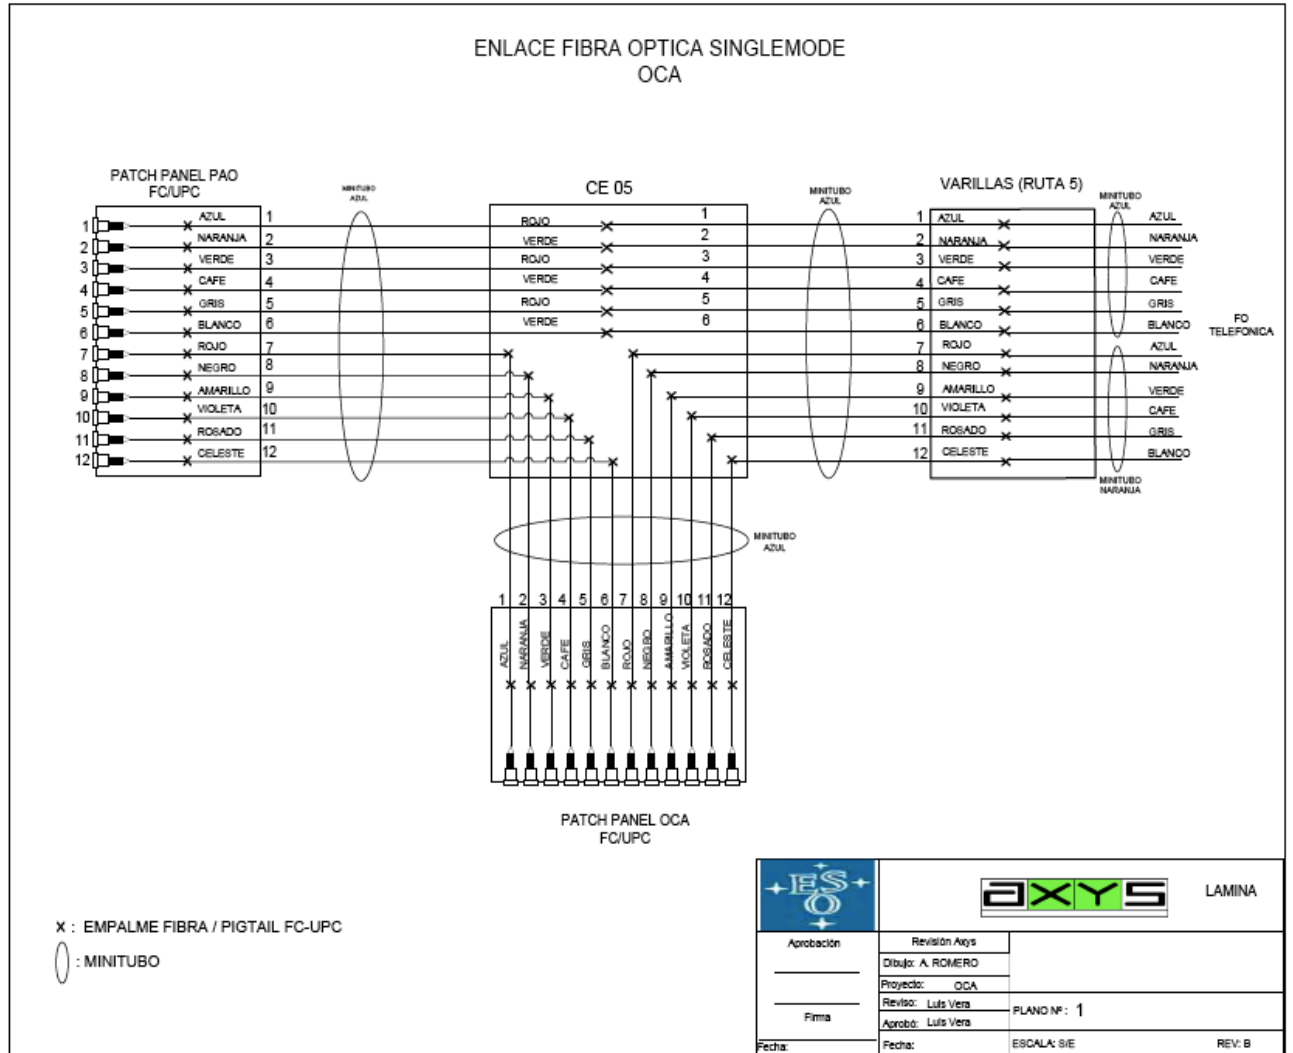 ENLACE FIBRA OPTICA SINGLEMODE
OCA
PATCH PANEL PAO
FC/UPC
1 AZUL 1
2 NARANJA 2
3 VERDE 3
4 CAFE 4
5 GRIS 5
6 BLANCO 6
7 ROJO 7
8 NEGRO 8
9 AMARILLO 9
10 VIOLETA 10
11 ROSADO 11
12 CELESTE 12
MINITUBO
AZUL
CE 05
ROJO 1
VERDE 2
ROJO 3
VERDE 4
ROJO 5
VERDE 6
MINITUBO
AZUL
VARILLAS (RUTA 5)
1 AZUL
2 NARANJA
3 VERDE
4 CAFE
5 GRIS
6 BLANCO
7 ROJO
8 NEGRO
9 AMARILLO
10 VIOLETA
11 ROSADO
12 CELESTE
MINITUBO
AZUL
AZUL
NARANJA
VERDE
CAFE
GRIS
BLANCO
AZUL
NARANJA
VERDE
CAFE
GRIS
BLANCO
MINITUBO
NARANJA
FO
TELEFONICA
MINITUBO
AZUL
1 2 3 4 5 6 7 8 9 10 11 12
AZUL
NARANJA
VERDE
CAFE
GRIS
BLANCO
ROJO
NEGRO
AMARILLO
VIOLETA
ROSADO
CELESTE
PATCH PANEL OCA
FC/UPC
X : EMPALME FIBRA / PIGTAIL FC-UPC
: MINITUBO
ESO
axys
LAMINA
Aprobación
Firma
Fecha:
Revisión Axys
Dibujo: A. ROMERO
Proyecto: OCA
Reviso: Luis Vera
Aprobó: Luis Vera
Fecha:
PLANO Nº : 1
ESCALA: S/E REV: B